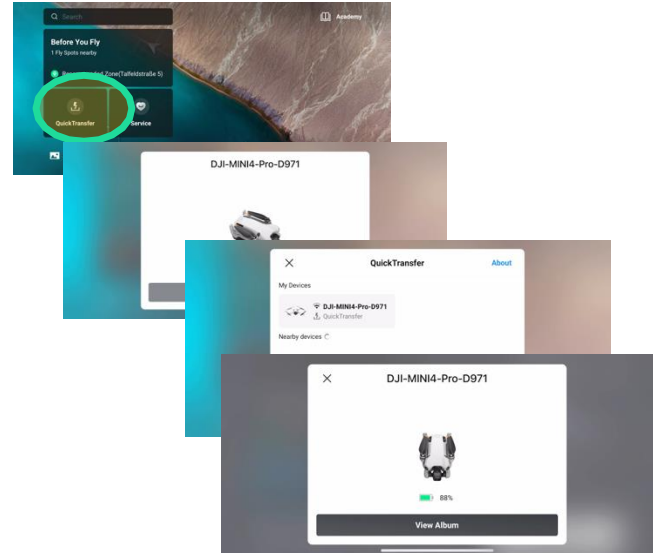 Search
Academy
Before You Fly
1 Fly Spots nearby
Zone(Talfeldstraße 5)
QuickTransfer
Service
DJI-MINI4-Pro-D971
QuickTransfer
About
My Devices
DJI-MINI4-Pro-D971
QuickTransfer
Nearby devices
DJI-MINI4-Pro-D971
88%
View Album